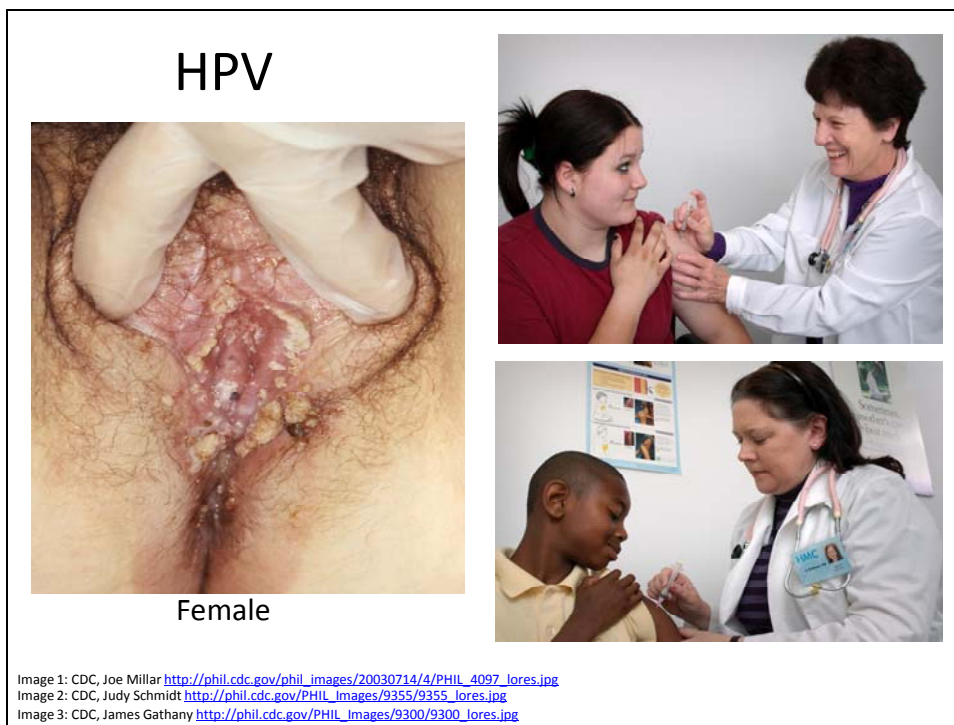 HPV
Female
HMC
Sometimes,
Image 1: CDC, Joe Millar http://phil.cdc.gov/phil_images/20030714/4/PHIL_4097_lores.jpg
Image 2: CDC, Judy Schmidt http://phil.cdc.gov/PHIL_Images/9355/9355_lores.jpg
Image 3: CDC, James Gathany http://phil.cdc.gov/PHIL_Images/9300/9300_lores.jpg